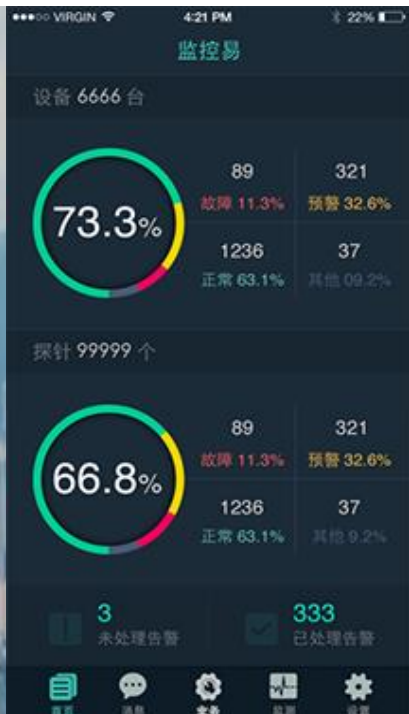 VIRGIN 4:21 PM 22%
监控易
设备 6666 台
73.3%
89 321
故障 11.3% 预警 32.6%
1236 37
正常 63.1% 其他 09.2%
探针 99999 个
66.8%
89 321
故障 11.3% 预警 32.6%
1236 37
正常 63.1% 其他 9.2%
3 333
未处理告警 已处理告警
首页 消息 监测 设置